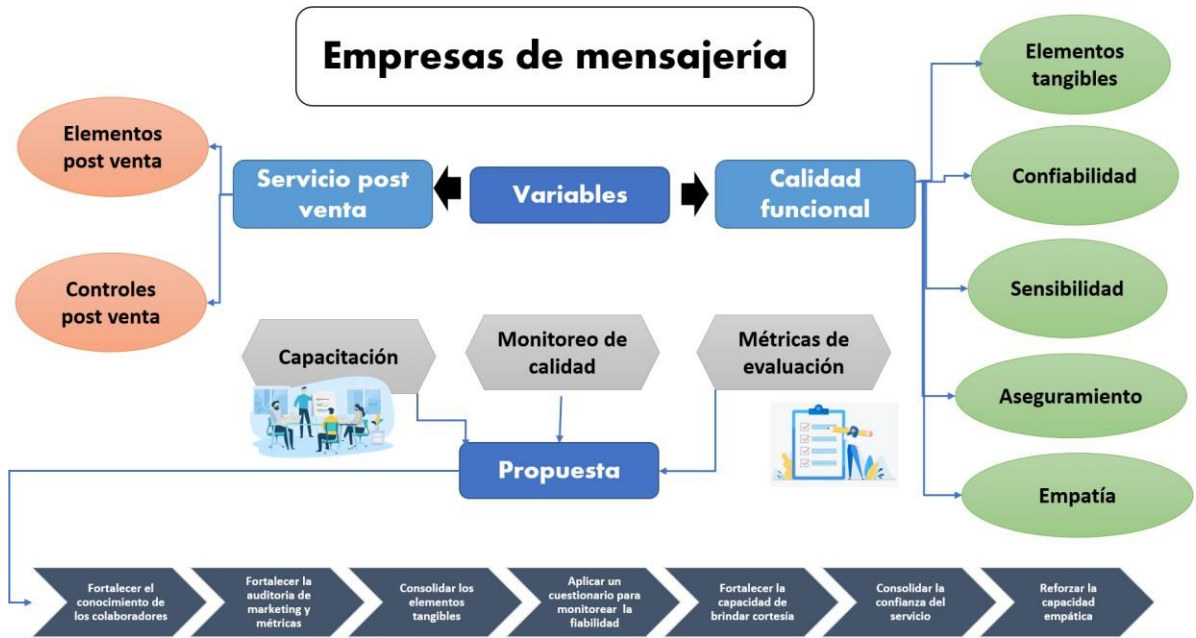 Empresas de mensajería
Elementos
post venta
Controles
post venta
Servicio post
venta
Variables
Calidad
funcional
Elementos
tangibles
Confiabilidad
Sensibilidad
Aseguramiento
Empatía
Capacitación
Monitoreo de
calidad
Métricas de
evaluación
Propuesta
Fortalecer el
conocimiento de
los colaboradores
Fortalecer la
auditoria de
marketing y
métricas
Consolidar los
elementos
tangibles
Aplicar un
cuestionario para
monitorear la
fiabilidad
Fortalecer la
capacidad de
brindar cortesía
Consolidar la
confianza del
servicio
Reforzar la
capacidad
empática